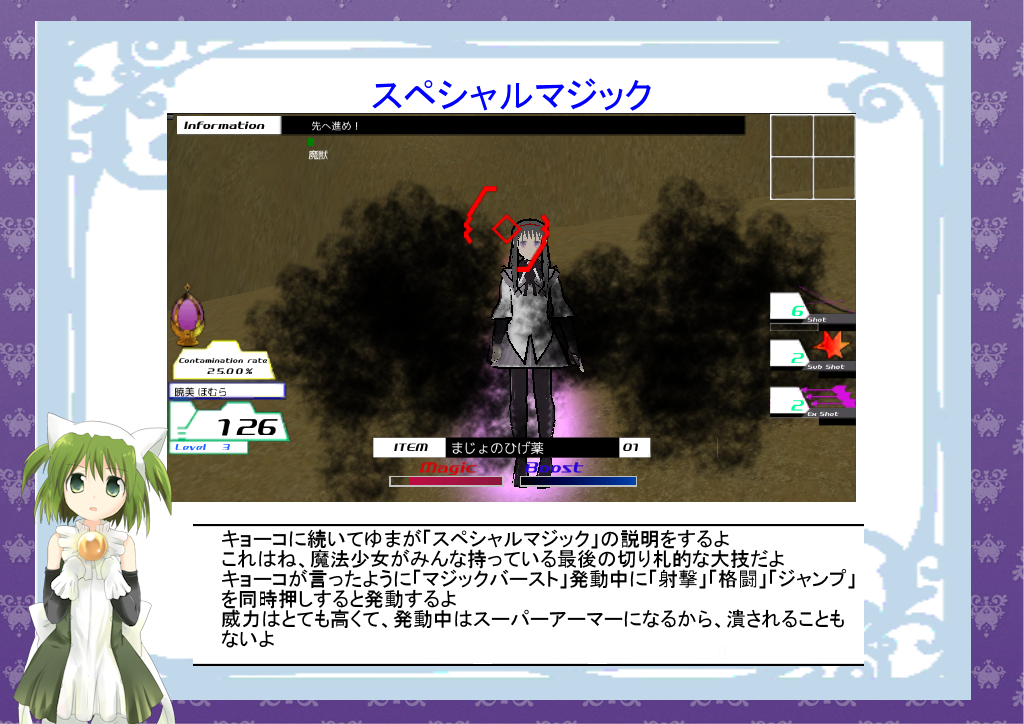 スペシャルマジック
Information
先へ進め！
魔獣
6
Shot
Contamination rate
25.00%
2
Sub Shot
暁美 ほむら
2
Ex Shot
126
Level 3
ITEM まじょのひげ薬 01
Magic Boost
キョーコに続いてゆまが「スペシャルマジック」の説明をするよ
これはね、魔法少女がみんな持っている最後の切り札的な大技だよ
キョーコが言ったように「マジックバースト」発動中に「射撃」「格闘」「ジャンプ」
を同時押しすると発動するよ
威力はとても高くて、発動中はスーパーアーマーになるから、潰されることも
ないよ